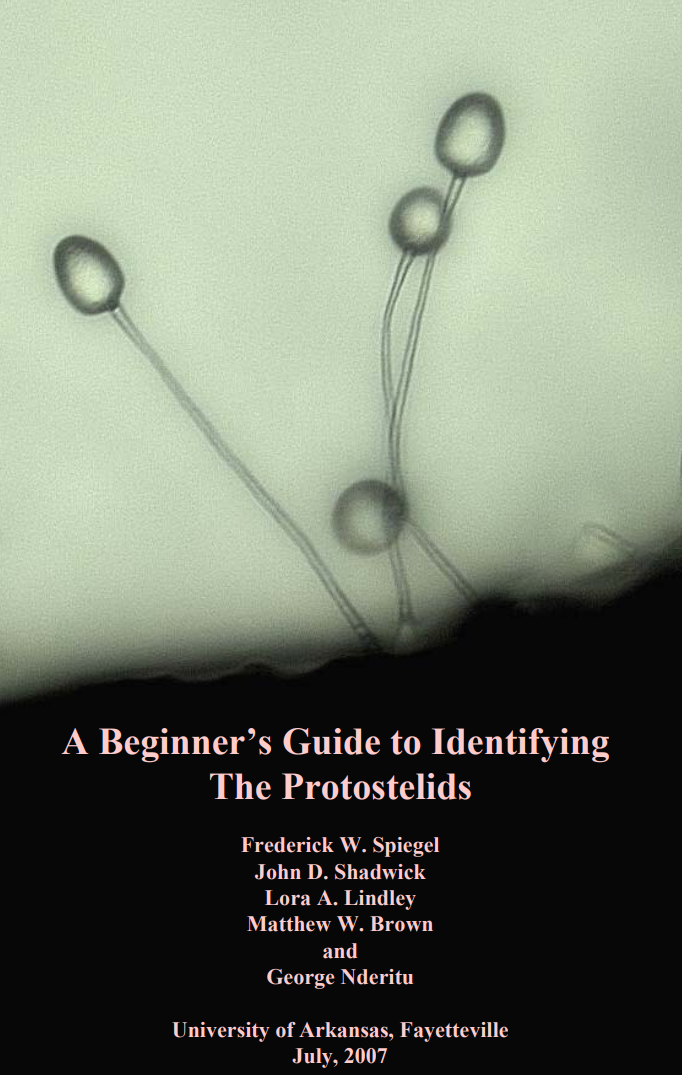 A Beginner’s Guide to Identifying
The Protostelids
Frederick W. Spiegel
John D. Shadwick
Lora A. Lindley
Matthew W. Brown
and
George Nderitu
University of Arkansas, Fayetteville
July, 2007